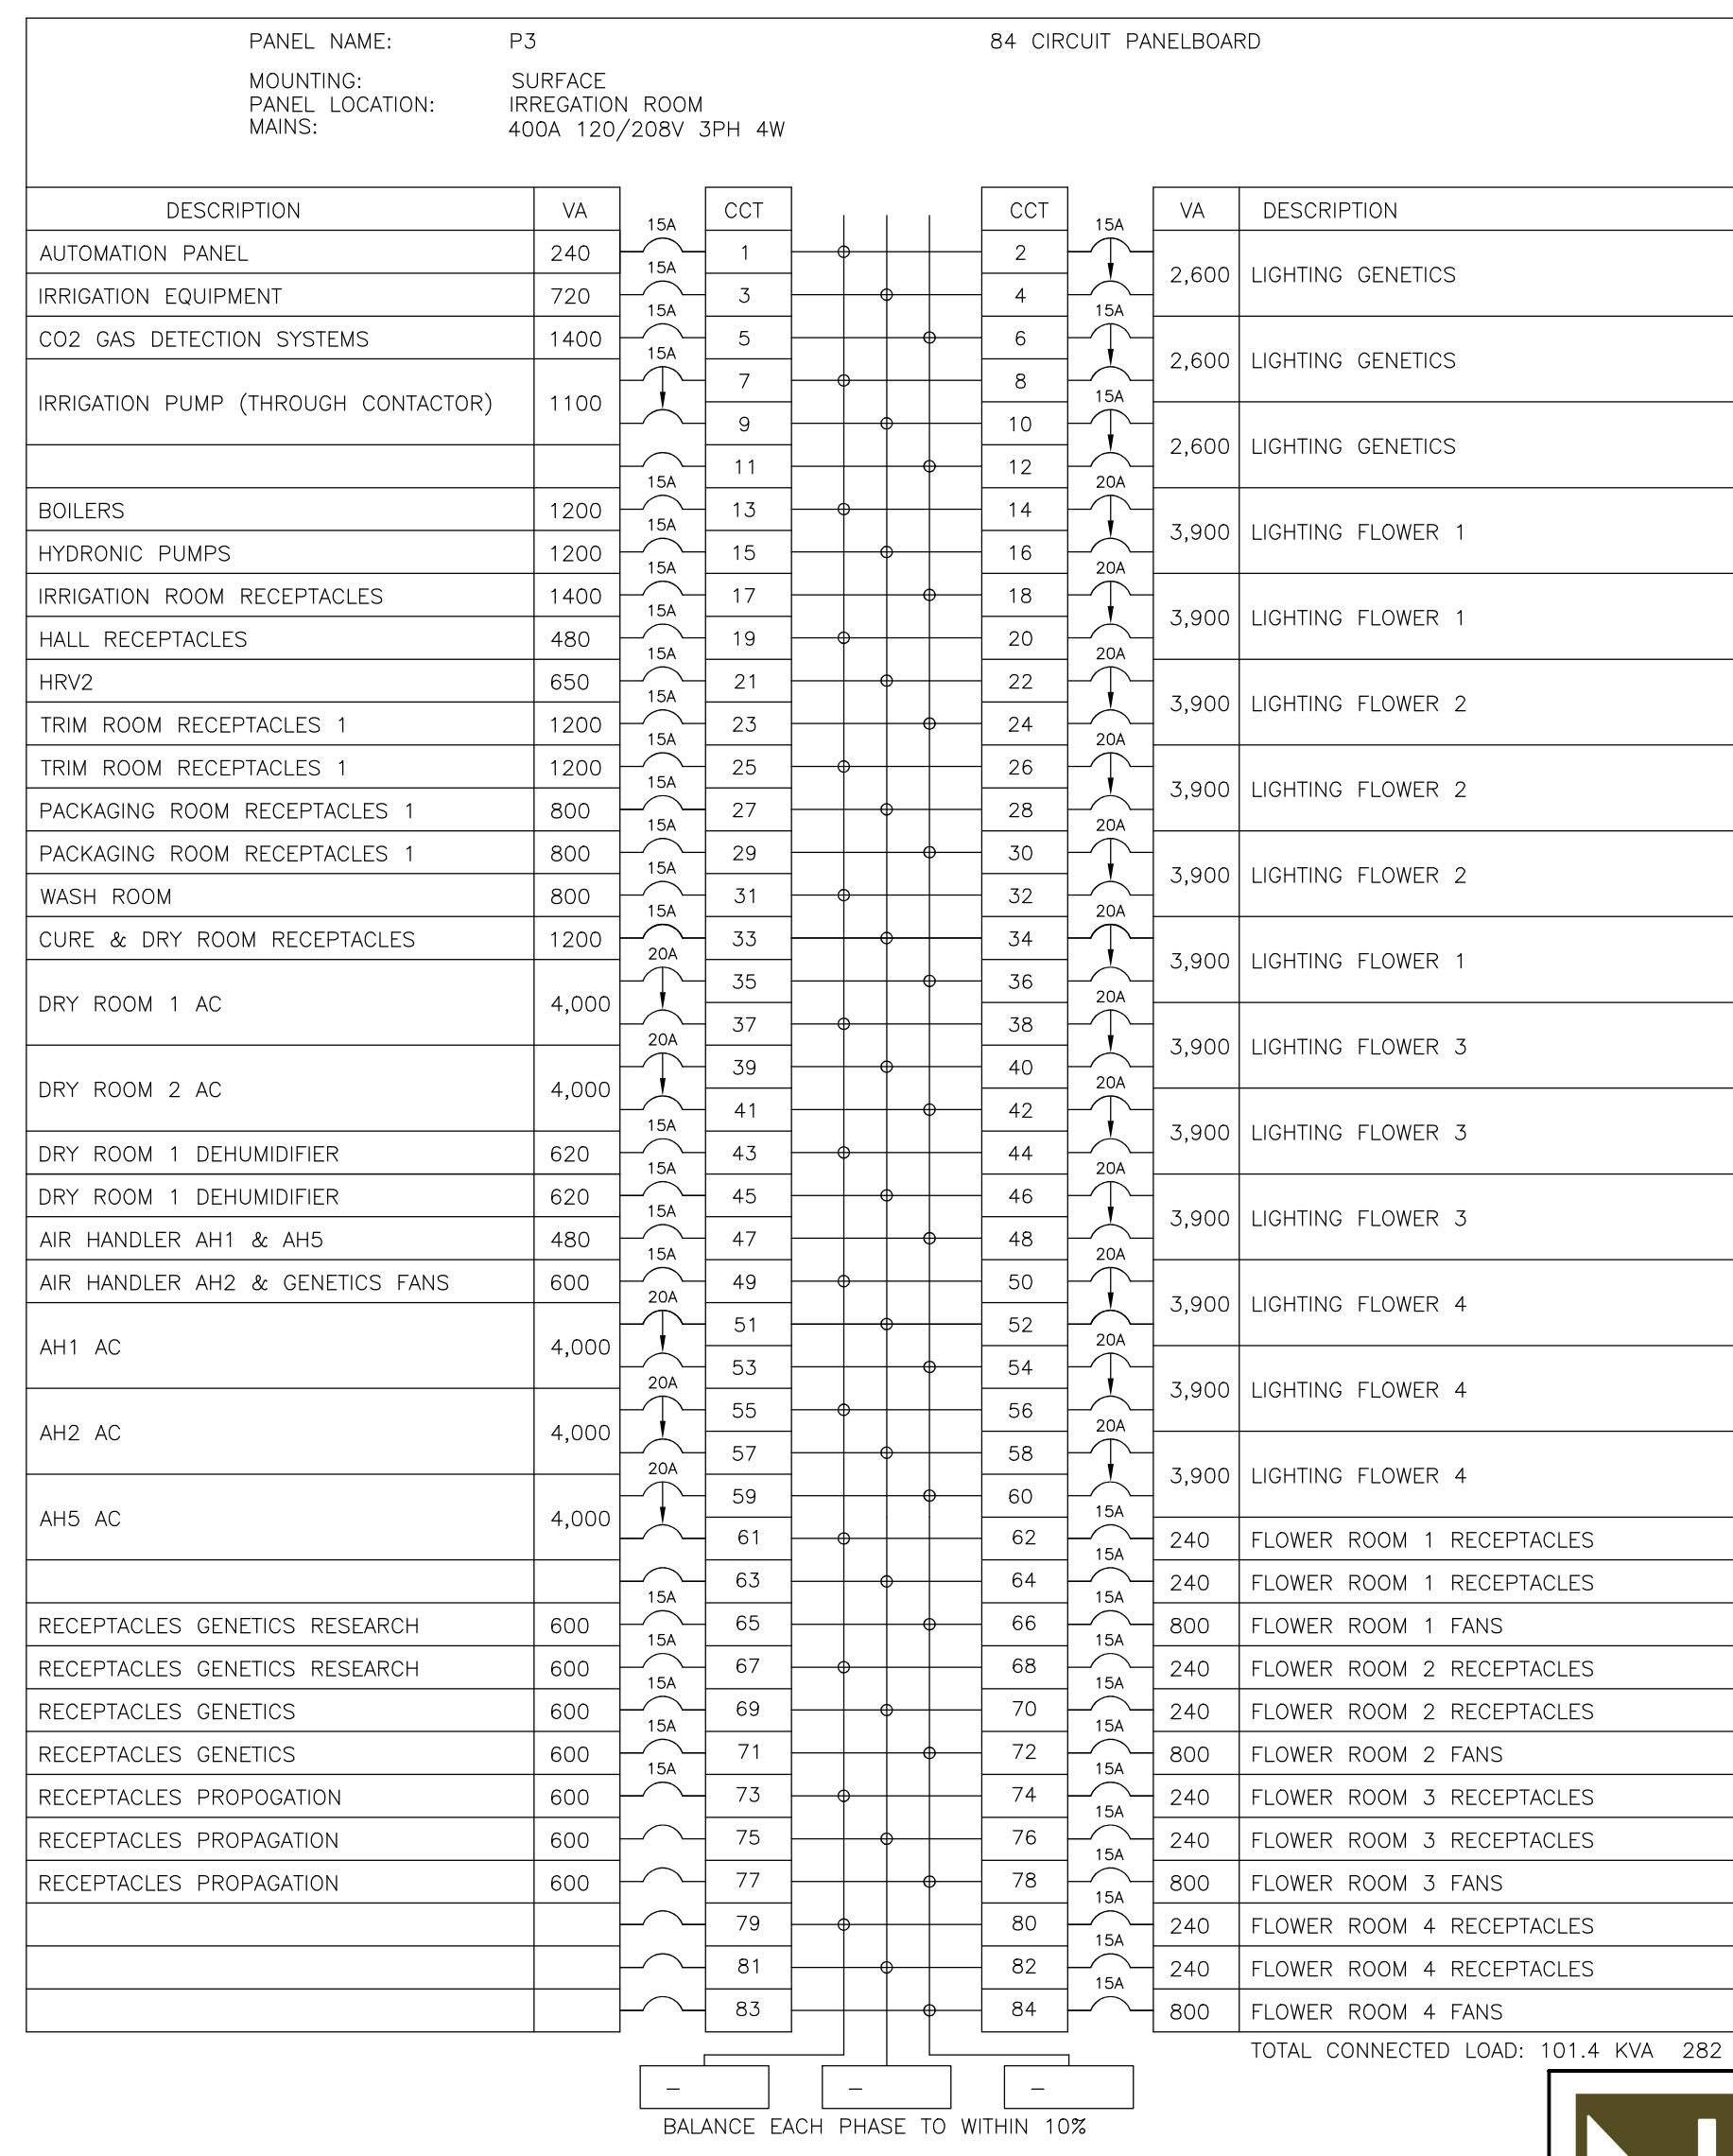 PANEL NAME: P3 84 CIRCUIT PANELBOARD
MOUNTING: SURFACE
PANEL LOCATION: IRREGATION ROOM
MAINS: 400A 120/208V 3PH 4W
DESCRIPTION VA CCT CCT VA DESCRIPTION
15A 15A
AUTOMATION PANEL 240 1 2
15A 2,600 LIGHTING GENETICS
IRRIGATION EQUIPMENT 720 3 4
15A 15A
CO2 GAS DETECTION SYSTEMS 1400 5 6
15A 2,600 LIGHTING GENETICS
7 8
IRRIGATION PUMP (THROUGH CONTACTOR) 1100 15A
9 10
2,600 LIGHTING GENETICS
11 12
15A 20A
BOILERS 1200 13 14
15A 3,900 LIGHTING FLOWER 1
HYDRONIC PUMPS 1200 15 16
15A 20A
IRRIGATION ROOM RECEPTACLES 1400 17 18
15A 3,900 LIGHTING FLOWER 1
HALL RECEPTACLES 480 19 20
15A 20A
HRV2 650 21 22
15A 3,900 LIGHTING FLOWER 2
TRIM ROOM RECEPTACLES 1 1200 23 24
15A 20A
TRIM ROOM RECEPTACLES 1 1200 25 26
15A 3,900 LIGHTING FLOWER 2
PACKAGING ROOM RECEPTACLES 1 800 27 28
15A 20A
PACKAGING ROOM RECEPTACLES 1 800 29 30
15A 3,900 LIGHTING FLOWER 2
WASH ROOM 800 31 32
15A 20A
CURE & DRY ROOM RECEPTACLES 1200 33 34
20A 3,900 LIGHTING FLOWER 1
35 36
DRY ROOM 1 AC 4,000 20A
37 38
20A 3,900 LIGHTING FLOWER 3
39 40
DRY ROOM 2 AC 4,000 20A
41 42
15A 3,900 LIGHTING FLOWER 3
DRY ROOM 1 DEHUMIDIFIER 620 43 44
15A 20A
DRY ROOM 1 DEHUMIDIFIER 620 45 46
15A 3,900 LIGHTING FLOWER 3
AIR HANDLER AH1 & AH5 480 47 48
15A 20A
AIR HANDLER AH2 & GENETICS FANS 600 49 50
20A 3,900 LIGHTING FLOWER 4
51 52
AH1 AC 4,000 20A
53 54
20A 3,900 LIGHTING FLOWER 4
55 56
AH2 AC 4,000 20A
57 58
20A 3,900 LIGHTING FLOWER 4
59 60
AH5 AC 4,000 15A
61 62 240 FLOWER ROOM 1 RECEPTACLES
15A
63 64 240 FLOWER ROOM 1 RECEPTACLES
15A 15A
RECEPTACLES GENETICS RESEARCH 600 65 66 800 FLOWER ROOM 1 FANS
15A 15A
RECEPTACLES GENETICS RESEARCH 600 67 68 240 FLOWER ROOM 2 RECEPTACLES
15A 15A
RECEPTACLES GENETICS 600 69 70 240 FLOWER ROOM 2 RECEPTACLES
15A 15A
RECEPTACLES GENETICS 600 71 72 800 FLOWER ROOM 2 FANS
15A 15A
RECEPTACLES PROPOGATION 600 73 74 240 FLOWER ROOM 3 RECEPTACLES
15A
RECEPTACLES PROPAGATION 600 75 76 240 FLOWER ROOM 3 RECEPTACLES
15A
RECEPTACLES PROPAGATION 600 77 78 800 FLOWER ROOM 3 FANS
15A
79 80 240 FLOWER ROOM 4 RECEPTACLES
15A
81 82 240 FLOWER ROOM 4 RECEPTACLES
15A
83 84 800 FLOWER ROOM 4 FANS
TOTAL CONNECTED LOAD: 101.4 KVA 282
– – –
BALANCE EACH PHASE TO WITHIN 10%